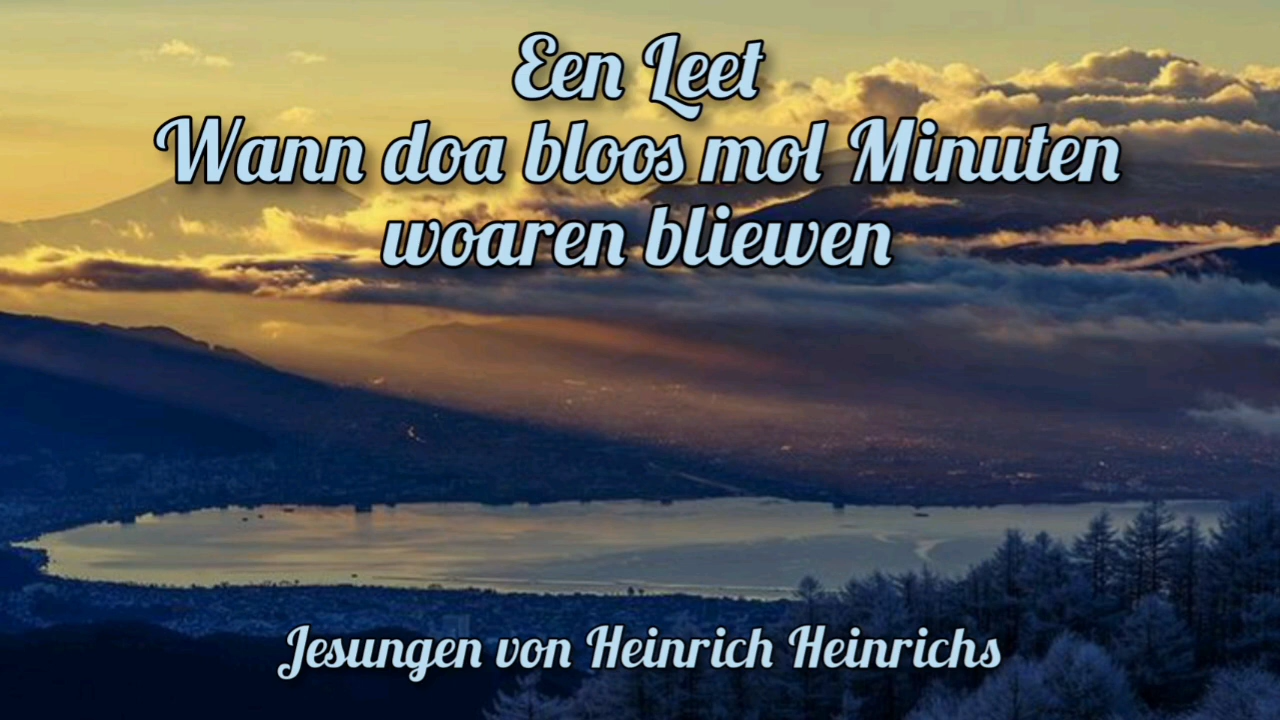 Een Leet
Wann doa bloos mol Minuten
woaren bliewen
Jesungen von Heinrich Heinrichs